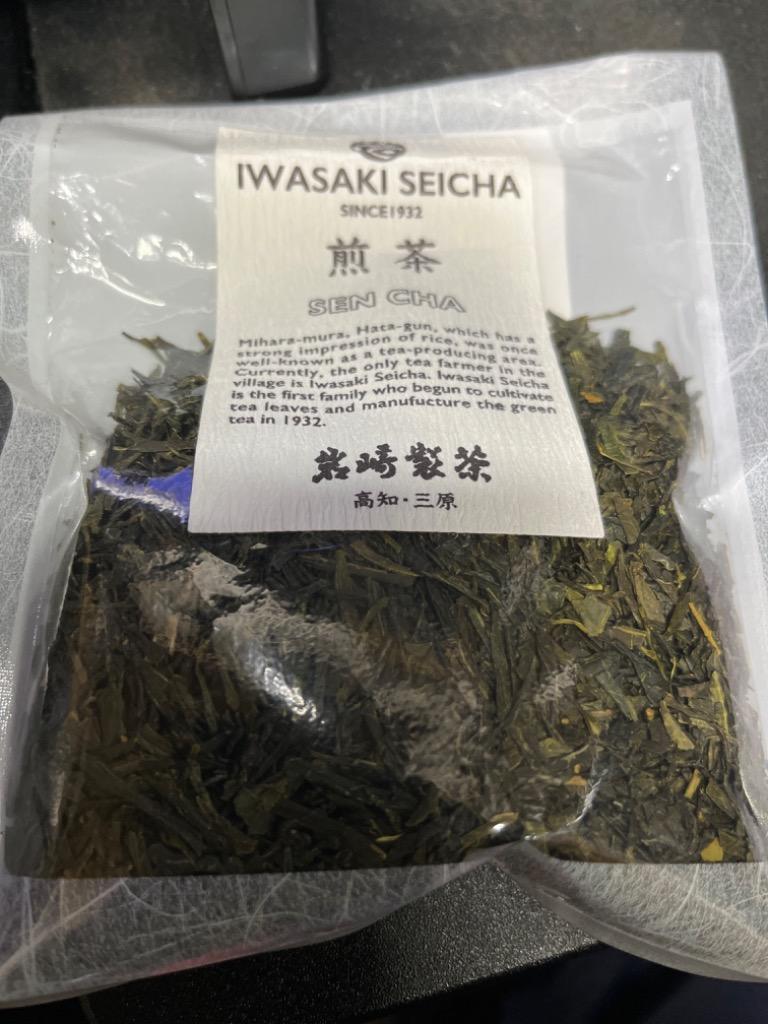 IWASAKI SEICHA
SINCE1932
煎茶
SEN CHA
Mihara-mura, Hata-gun, which has a
strong impression of rice, was once
well-known as a tea-producing area.
Currently, the only tea farmer in the
village is Iwasaki Seicha. Iwasaki Seicha
is the first family who begun to cultivate
tea leaves and manufucture the green
tea in 1932.
岩崎製茶
高知・三原